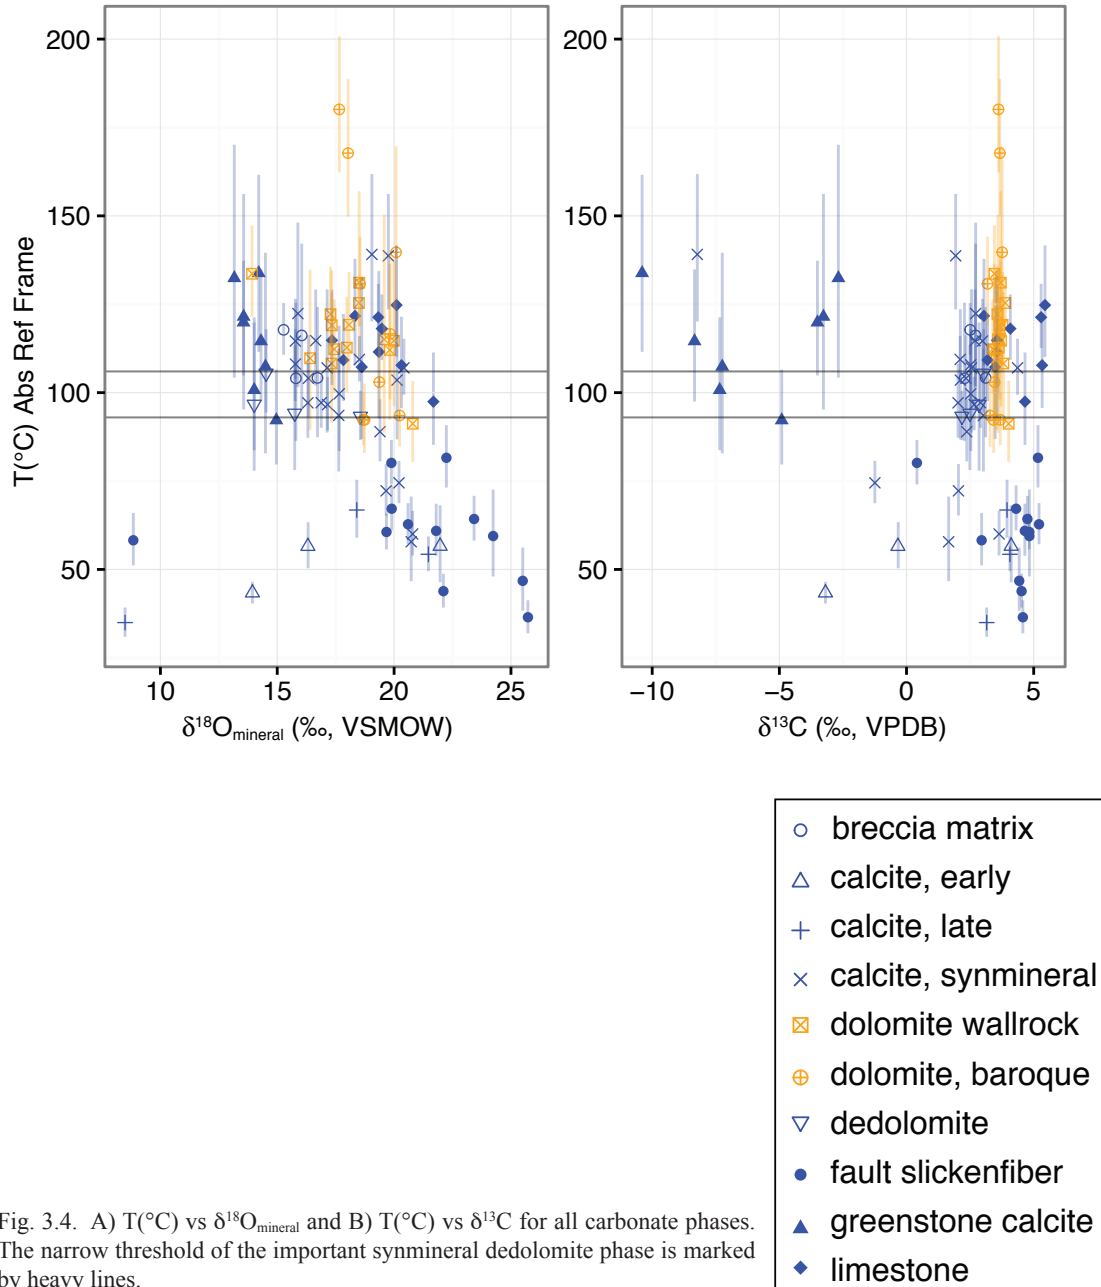 T(°C) Abs Ref Frame
200
150
100
50
10 15 20 25
δ¹⁸Omineral (‰, VSMOW)
200
150
100
50
−10 −5 0 5
δ¹³C (‰, VPDB)
breccia matrix
calcite, early
calcite, late
calcite, synmineral
dolomite wallrock
dolomite, baroque
dedolomite
fault slickenfiber
greenstone calcite
limestone
Fig. 3.4. A) T(°C) vs δ¹⁸Omineral and B) T(°C) vs δ¹³C for all carbonate phases.
The narrow threshold of the important synmineral dedolomite phase is marked
by heavy lines.